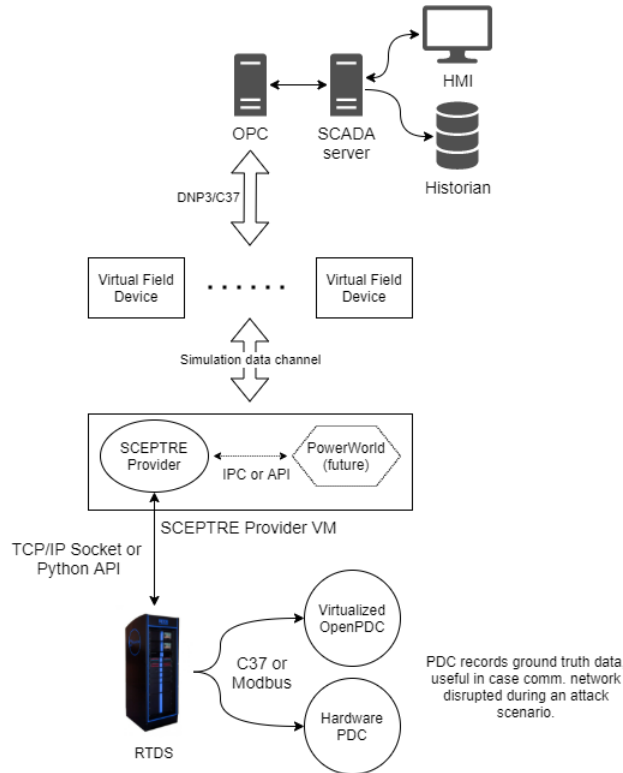 HMI
OPC
SCADA
server
Historian
DNP3/C37
Virtual Field
Device
Virtual Field
Device
Simulation data channel
SCEPTRE
Provider
IPC or API
PowerWorld
(future)
SCEPTRE Provider VM
TCP/IP Socket or
Python API
Virtualized
OpenPDC
C37 or
Modbus
Hardware
PDC
RTDS
PDC records ground truth data
useful in case comm. network
disrupted during an attack
scenario.